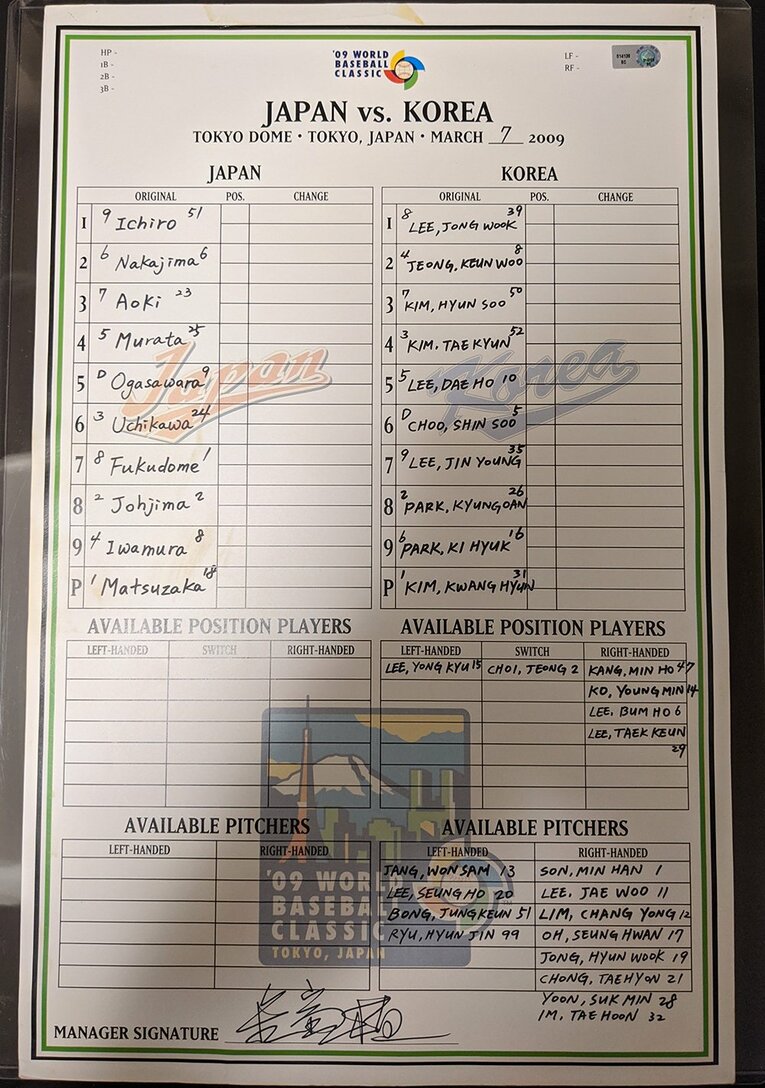 HP -
1B -
2B -
3B -
'09 WORLD
BASEBALL
CLASSIC
LF -
RF -
JAPAN vs. KOREA
TOKYO DOME • TOKYO, JAPAN • MARCH 7 2009
JAPAN
ORIGINAL POS. CHANGE
1 9 Ichiro 51
2 6 Nakajima 6
3 7 Aoki 23
4 5 Murata 25
5 D Ogasawara 9
6 3 Uchikawa 24
7 8 Fukudome 1
8 2 Johjima 2
9 4 Iwamura 8
P 1 Matsuzaka 18
Japan
KOREA
ORIGINAL POS. CHANGE
1 8 LEE, JONG WOOK 39
2 4 JEONG, KEUN WOO 8
3 7 KIM, HYUN SOO 50
4 3 KIM. TAE KYUN 52
5 5 LEE, DAE HO 10
6 D CHOO, SHIN SOO 5
7 9 LEE, JIN YOUNG 35
8 2 PARK, KYUNGOAN 26
9 6 PARK, KI HYUK 16
P 1 KIM, KWANG HYUN 31
Korea
AVAILABLE POSITION PLAYERS
LEFT-HANDED SWITCH RIGHT-HANDED
AVAILABLE POSITION PLAYERS
LEFT-HANDED SWITCH RIGHT-HANDED
LEE, YONG KYU 15 CHOI, JEONG 2 KANG, MIN HO 47
KO, YOUNG MIN 14
LEE. BUM HO 6
LEE, TAEK KEUN
29
AVAILABLE PITCHERS
LEFT-HANDED RIGHT-HANDED
AVAILABLE PITCHERS
LEFT-HANDED RIGHT-HANDED
JANG, WON SAM 13 SON, MIN HAN 1
LEE, SEUNG HO 20 LEE. JAE WOO 11
BONG, JUNGKEUN 51 LIM, CHANG YONG 12
RYU, HYUN JIN 99 OH, SEUNG HWAN 17
JONG, HYUN WOOK 19
CHONG, TAEHYON 21
YOON, SUK MIN 28
IM, TAE HOON 32
'09 WORLD
BASEBALL
CLASSIC
TOKYO, JAPAN
MANAGER SIGNATURE